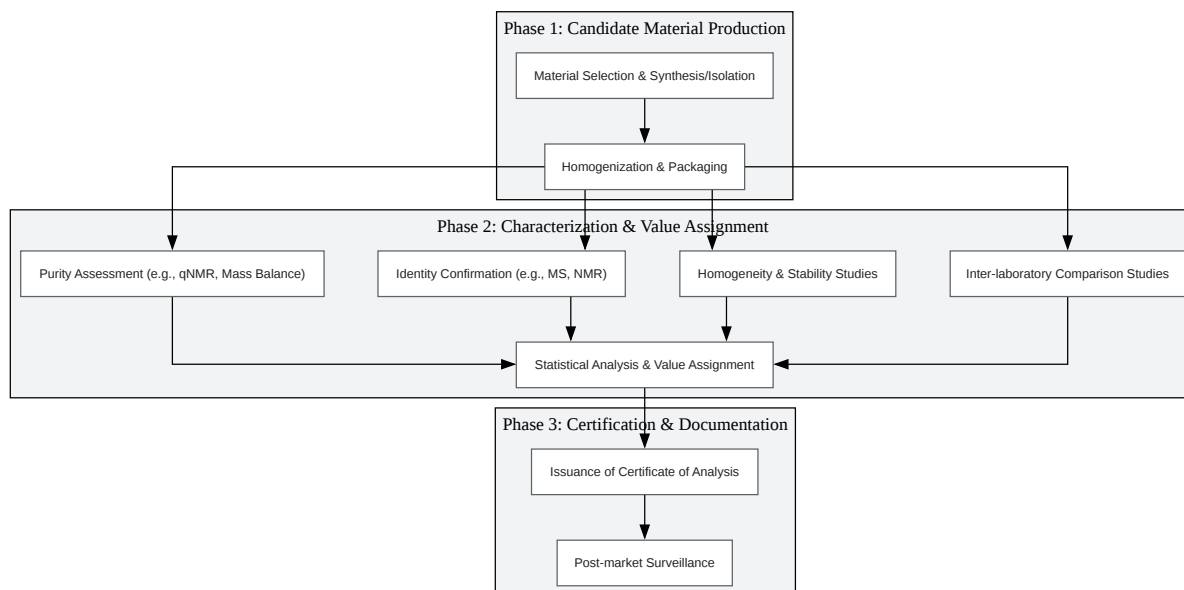 Phase 1: Candidate Material Production
Material Selection & Synthesis/Isolation
Homogenization & Packaging
Phase 2: Characterization & Value Assignment
Purity Assessment (e.g., qNMR, Mass Balance)
Identity Confirmation (e.g., MS, NMR)
Homogeneity & Stability Studies
Inter-laboratory Comparison Studies
Statistical Analysis & Value Assignment
Phase 3: Certification & Documentation
Issuance of Certificate of Analysis
Post-market Surveillance